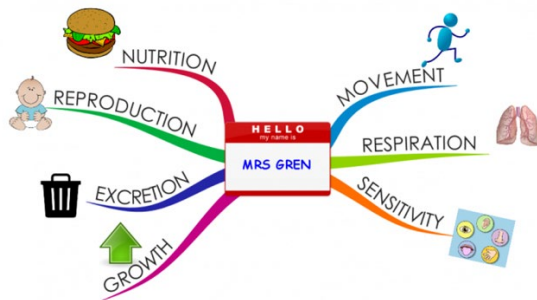 NUTRITION
REPRODUCTION
EXCRETION
GROWTH
HELLO
my name is
MRS GREN
MOVEMENT
RESPIRATION
SENSITIVITY